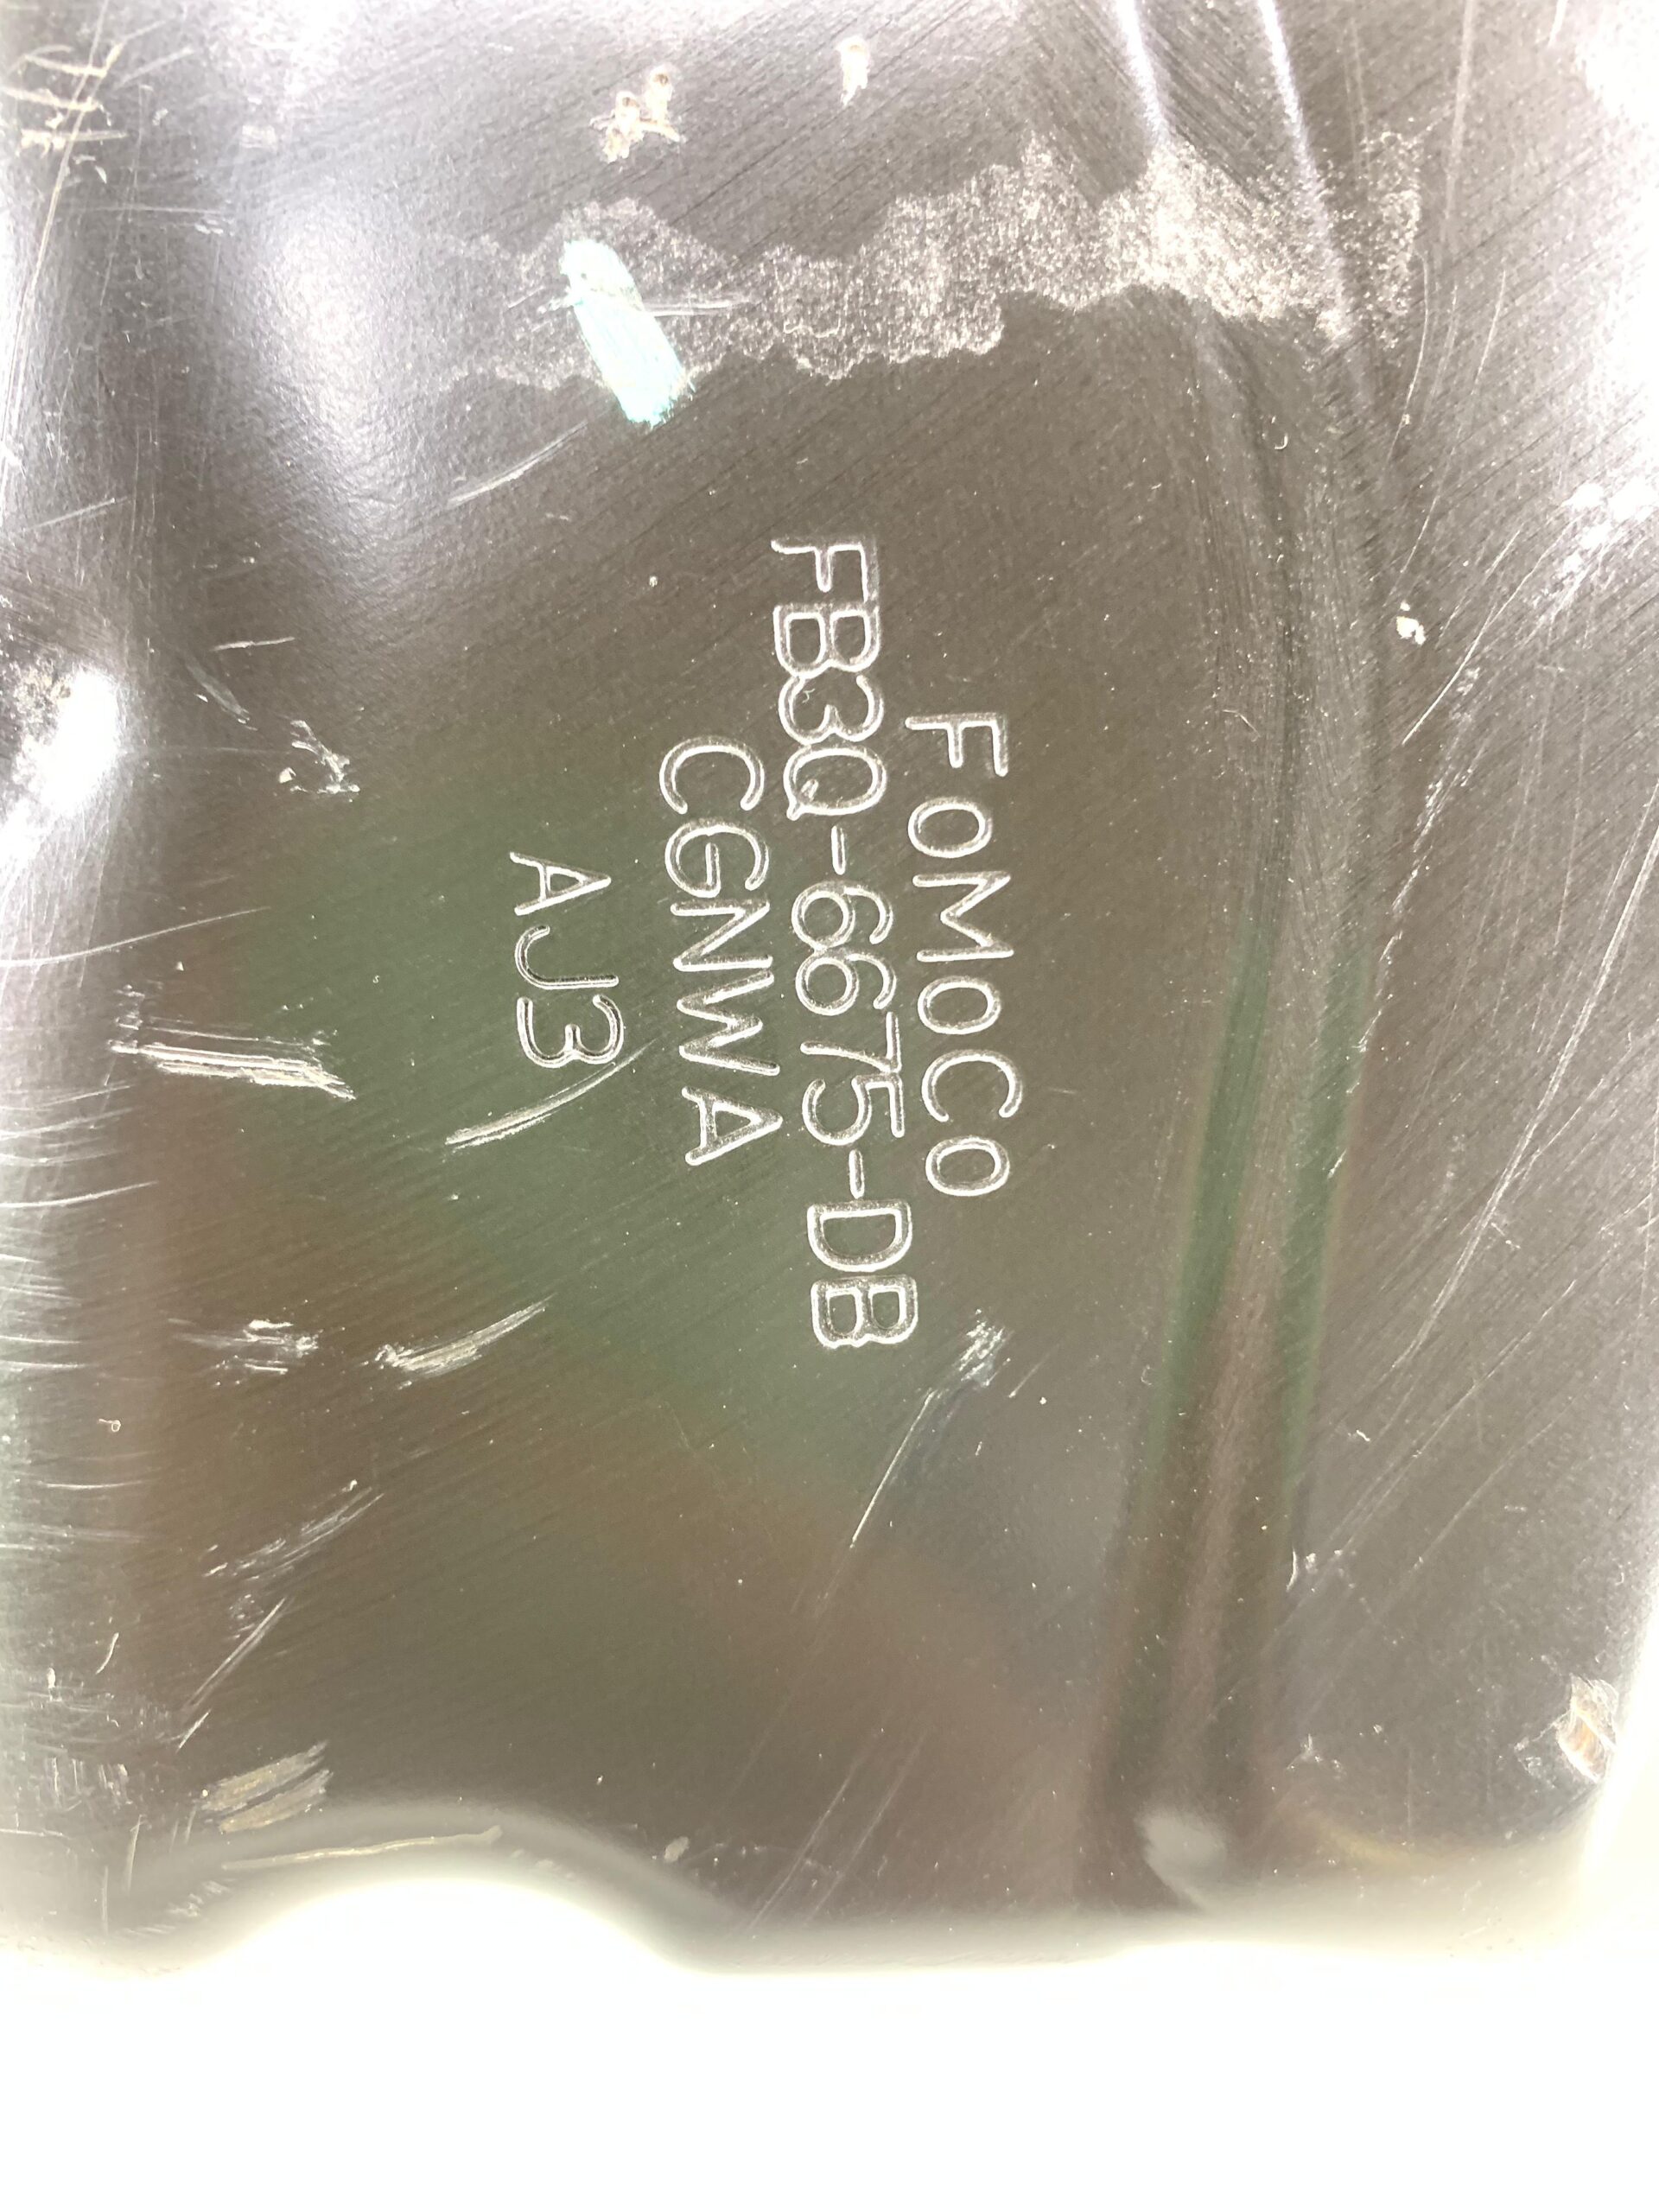 FOMOCO
FB3Q-6675-DB
CGNWA
AJ3